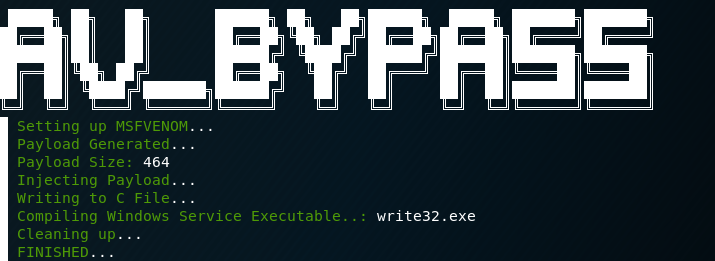 AV_BYPASS
Setting up MSFVENOM...
Payload Generated...
Payload Size: 464
Injecting Payload...
Writing to C File...
Compiling Windows Service Executable..: write32.exe
Cleaning up...
FINISHED...